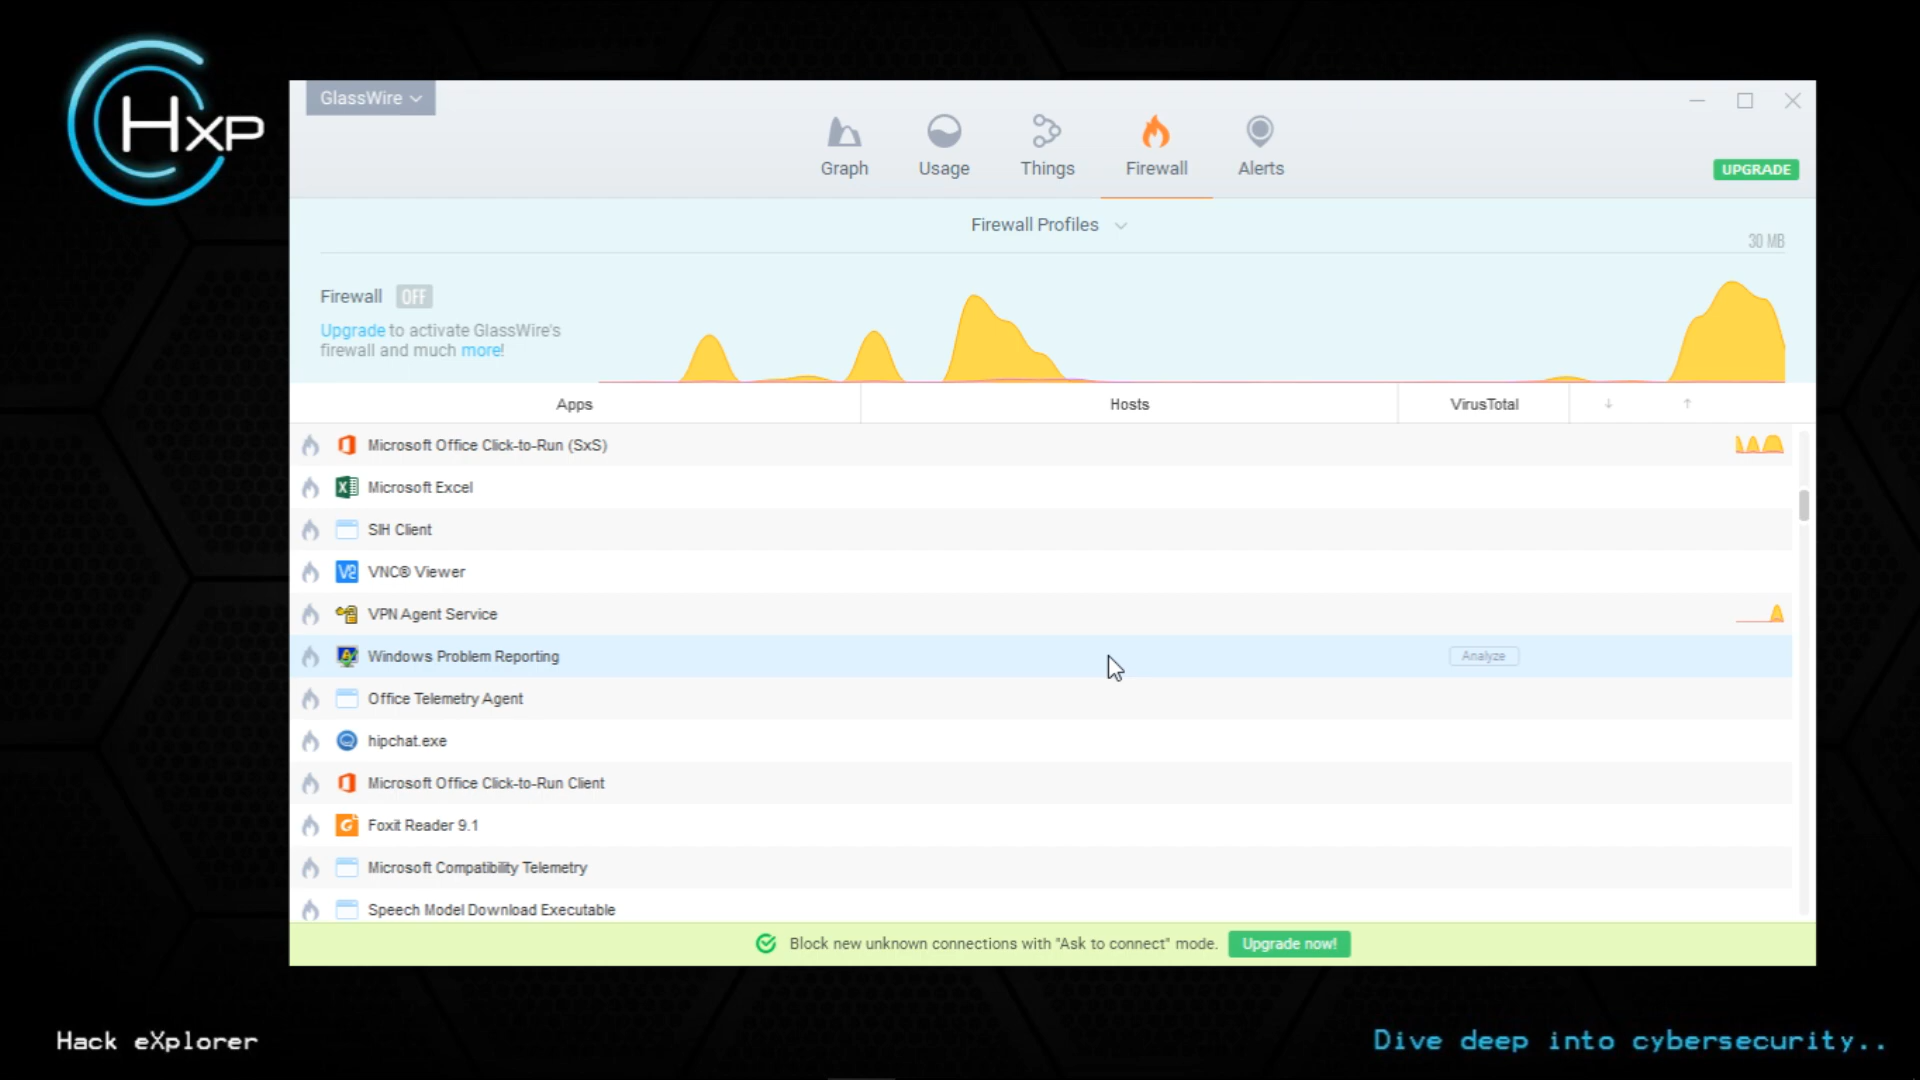 HXP
GlassWire
Graph
Usage
Things
Firewall
Alerts
UPGRADE
Firewall Profiles
30 MB
Firewall OFF
Upgrade to activate GlassWire's
firewall and much more!
Apps
Hosts
VirusTotal
Microsoft Office Click-to-Run (SxS)
Microsoft Excel
SIH Client
VNC® Viewer
VPN Agent Service
Windows Problem Reporting
Analyze
Office Telemetry Agent
hipchat.exe
Microsoft Office Click-to-Run Client
Foxit Reader 9.1
Microsoft Compatibility Telemetry
Speech Model Download Executable
Block new unknown connections with "Ask to connect" mode.
Upgrade now!
Hack eXplorer
Dive deep into cybersecurity..